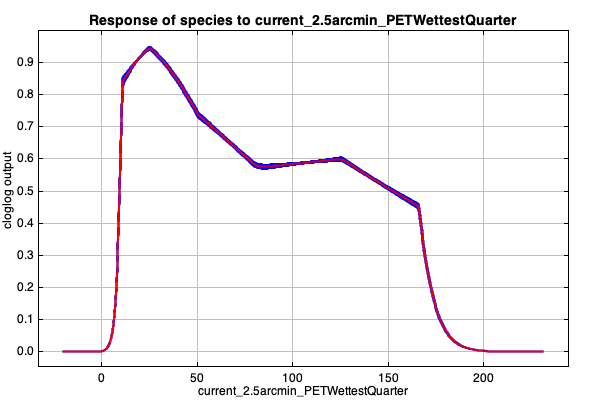 Response of species to current_2.5arcmin_PETWettestQuarter
0.9
0.8
0.7
0.6
0.5
0.4
0.3
0.2
0.1
0.0
cloglog output
0 50 100 150 200
current_2.5arcmin_PETWettestQuarter